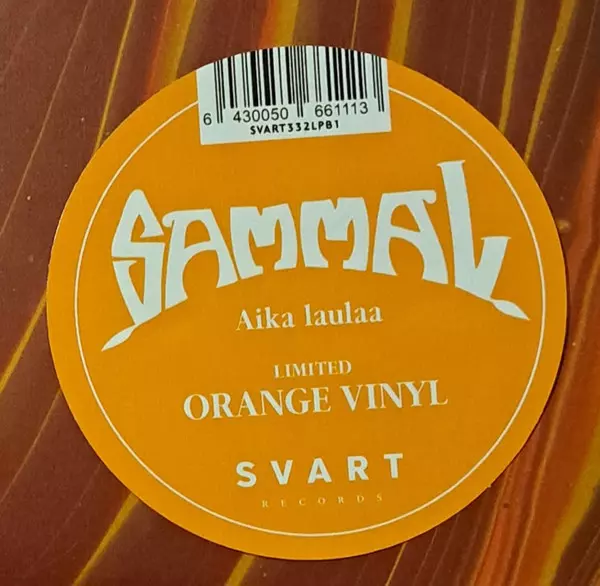 6 430050 661113
SVART332LPB1
SAMMAL
Aika laulaa
LIMITED
ORANGE VINYL
SVART
RECORDS